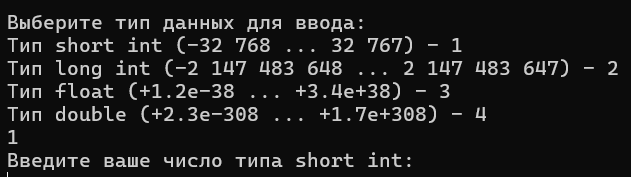 Выберите тип данных для ввода:
Тип short int (-32 768 ... 32 767) - 1
Тип long int (-2 147 483 648 ... 2 147 483 647) - 2
Тип float (+1.2e-38 ... +3.4e+38) - 3
Тип double (+2.3e-308 ... +1.7e+308) - 4
1
Введите ваше число типа short int: